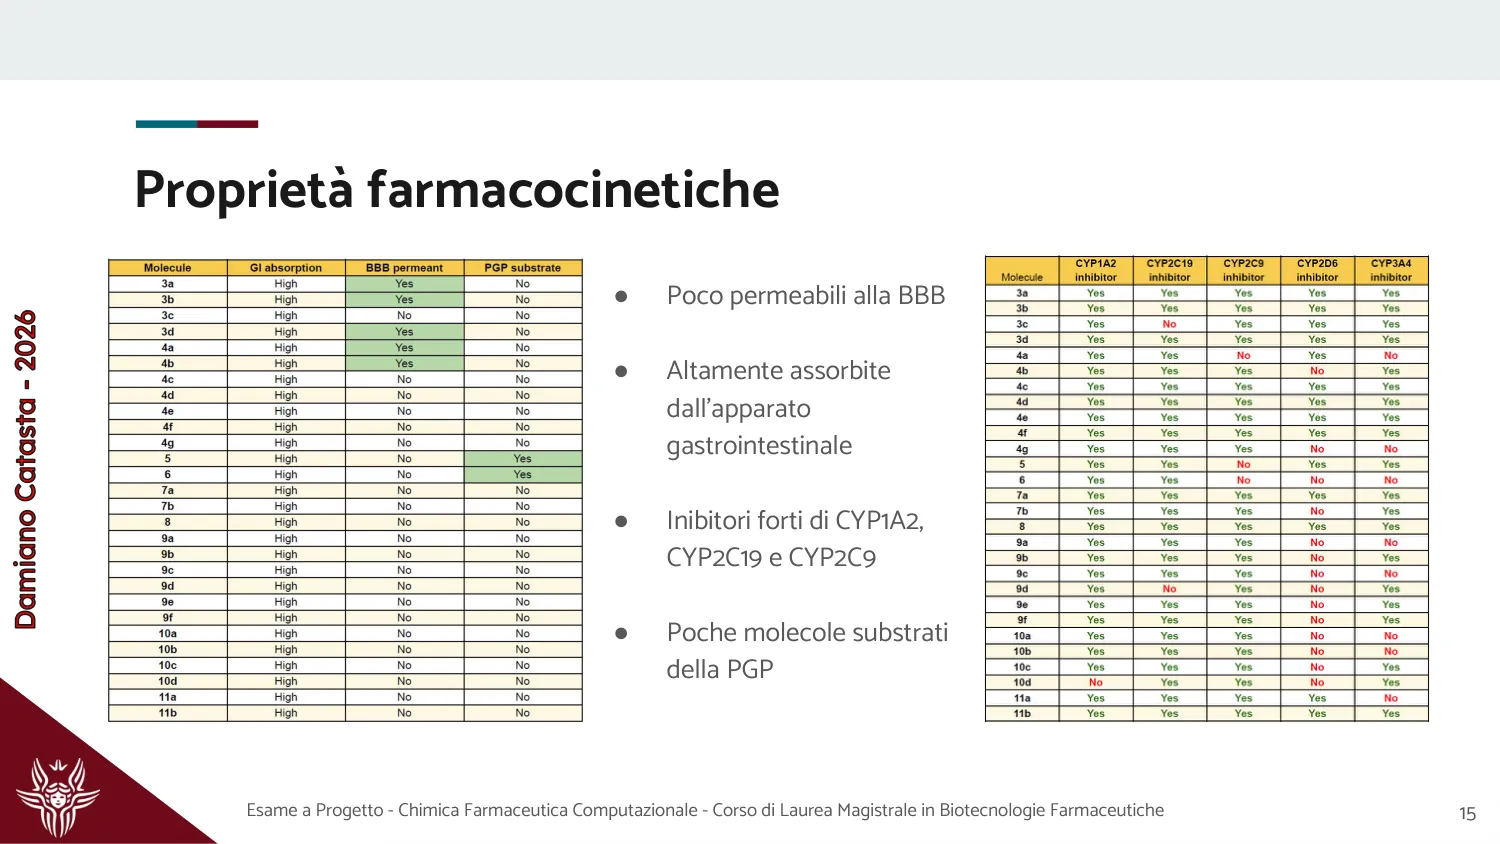 Proprietà farmacocinetiche
Molecule GI absorption BBB permeant PGP substrate
3a High Yes No
3b High Yes No
3c High No No
3d High Yes No
4a High Yes No
4b High Yes No
4c High No No
4d High No No
4e High No No
4f High No No
4g High No No
5 High No Yes
6 High No Yes
7a High No No
7b High No No
8 High No No
9a High No No
9b High No No
9c High No No
9d High No No
9e High No No
9f High No No
10a High No No
10b High No No
10c High No No
10d High No No
11a High No No
11b High No No
● Poco permeabili alla BBB
● Altamente assorbite
dall'apparato
gastrointestinale
● Inibitori forti di CYP1A2,
CYP2C19 e CYP2C9
● Poche molecole substrati
della PGP
CYP1A2 CYP2C19 CYP2C9 CYP2D6 CYP3A4
Molecule inhibitor inhibitor inhibitor inhibitor inhibitor
3a Yes Yes Yes Yes Yes
3b Yes Yes Yes Yes Yes
3c Yes No Yes Yes Yes
3d Yes Yes Yes Yes Yes
4a Yes Yes No Yes No
4b Yes Yes Yes No Yes
4c Yes Yes Yes Yes Yes
4d Yes Yes Yes Yes Yes
4e Yes Yes Yes Yes Yes
4f Yes Yes Yes Yes Yes
4g Yes Yes Yes No No
5 Yes Yes No Yes Yes
6 Yes Yes No No No
7a Yes Yes Yes Yes Yes
7b Yes Yes Yes No Yes
8 Yes Yes Yes Yes Yes
9a Yes Yes Yes No No
9b Yes Yes Yes No Yes
9c Yes Yes Yes No No
9d Yes No Yes No Yes
9e Yes Yes Yes No Yes
9f Yes Yes Yes No Yes
10a Yes Yes Yes No No
10b Yes Yes Yes No No
10c Yes Yes Yes No Yes
10d No Yes Yes No Yes
11a Yes Yes Yes Yes No
11b Yes Yes Yes Yes Yes
Damiano Catasta - 2026
Esame a Progetto - Chimica Farmaceutica Computazionale - Corso di Laurea Magistrale in Biotecnologie Farmaceutiche
15